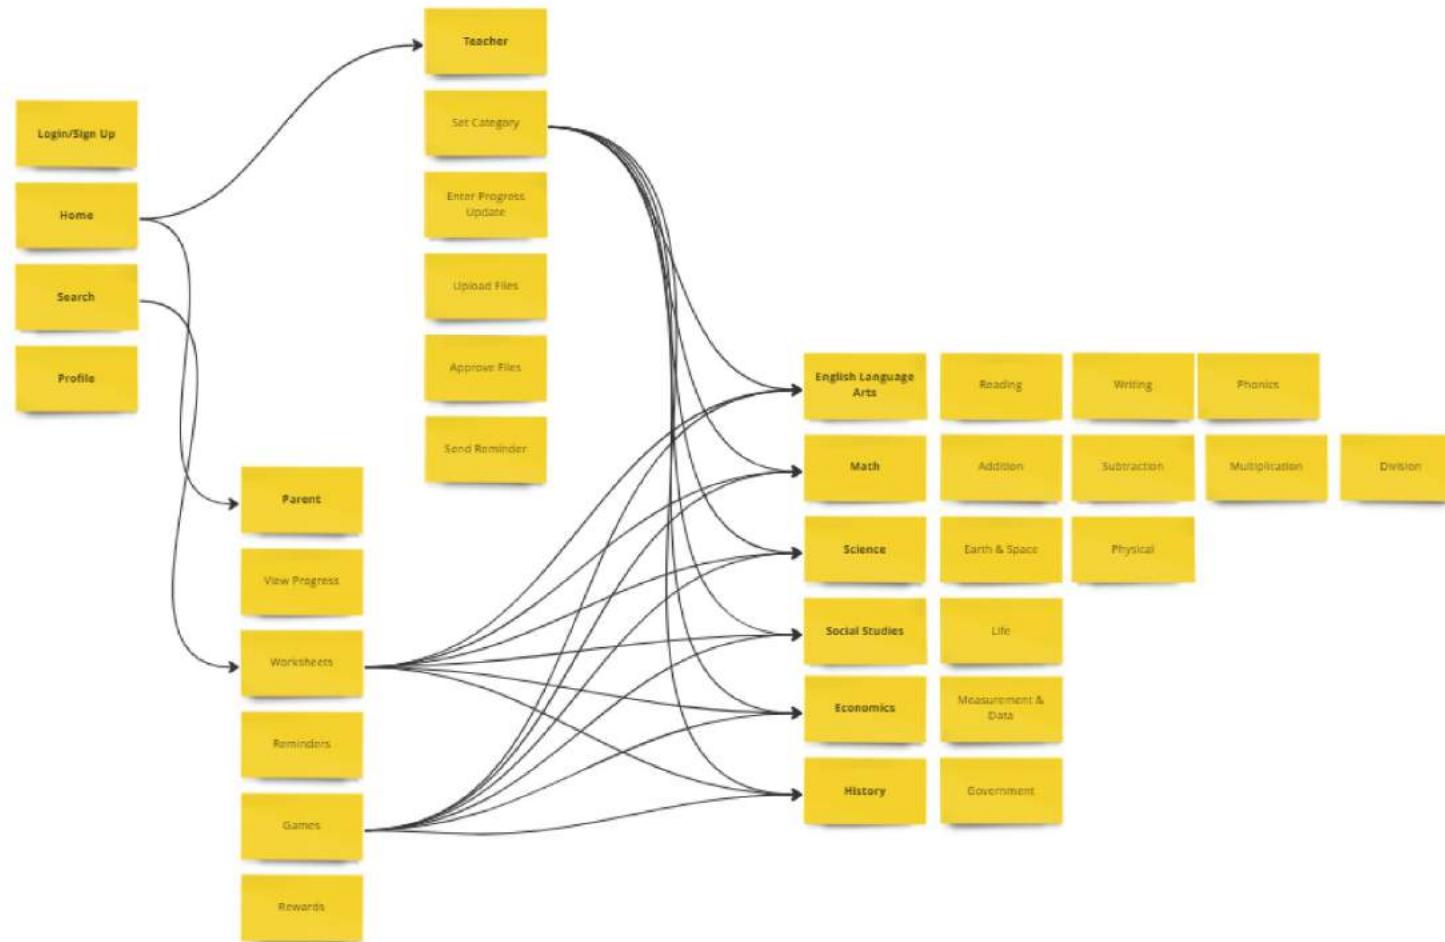 Login/Sign Up
Home
Search
Profile
Teacher
Set Category
Enter Progress
Update
Upload Files
Approve Files
Send Reminder
Parent
View Progress
Worksheets
Reminders
Games
Rewards
English Language
Arts
Reading
Writing
Phonics
Math
Addition
Subtraction
Multiplication
Division
Science
Earth & Space
Physical
Social Studies
Life
Economics
Measurement &
Data
History
Government